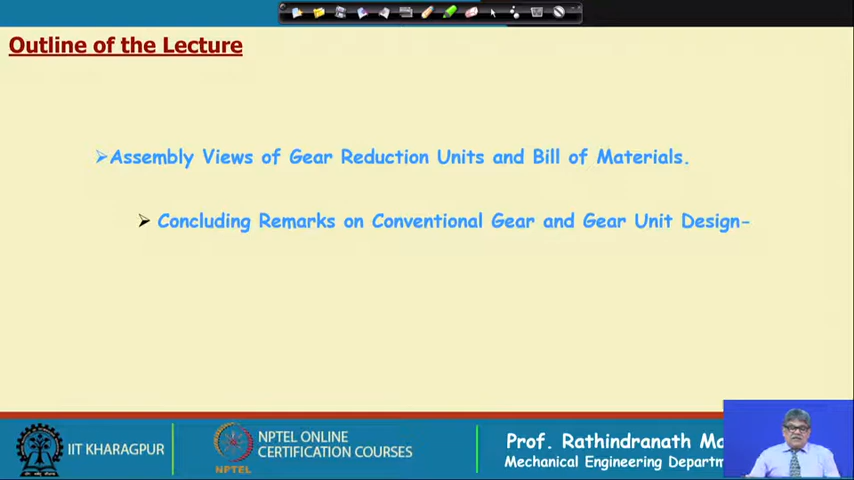 Outline of the Lecture
➢Assembly Views of Gear Reduction Units and Bill of Materials.
➢ Concluding Remarks on Conventional Gear and Gear Unit Design-
IIT KHARAGPUR
NPTEL
NPTEL ONLINE
CERTIFICATION COURSES
Prof. Rathindranath
Mechanical Engineering